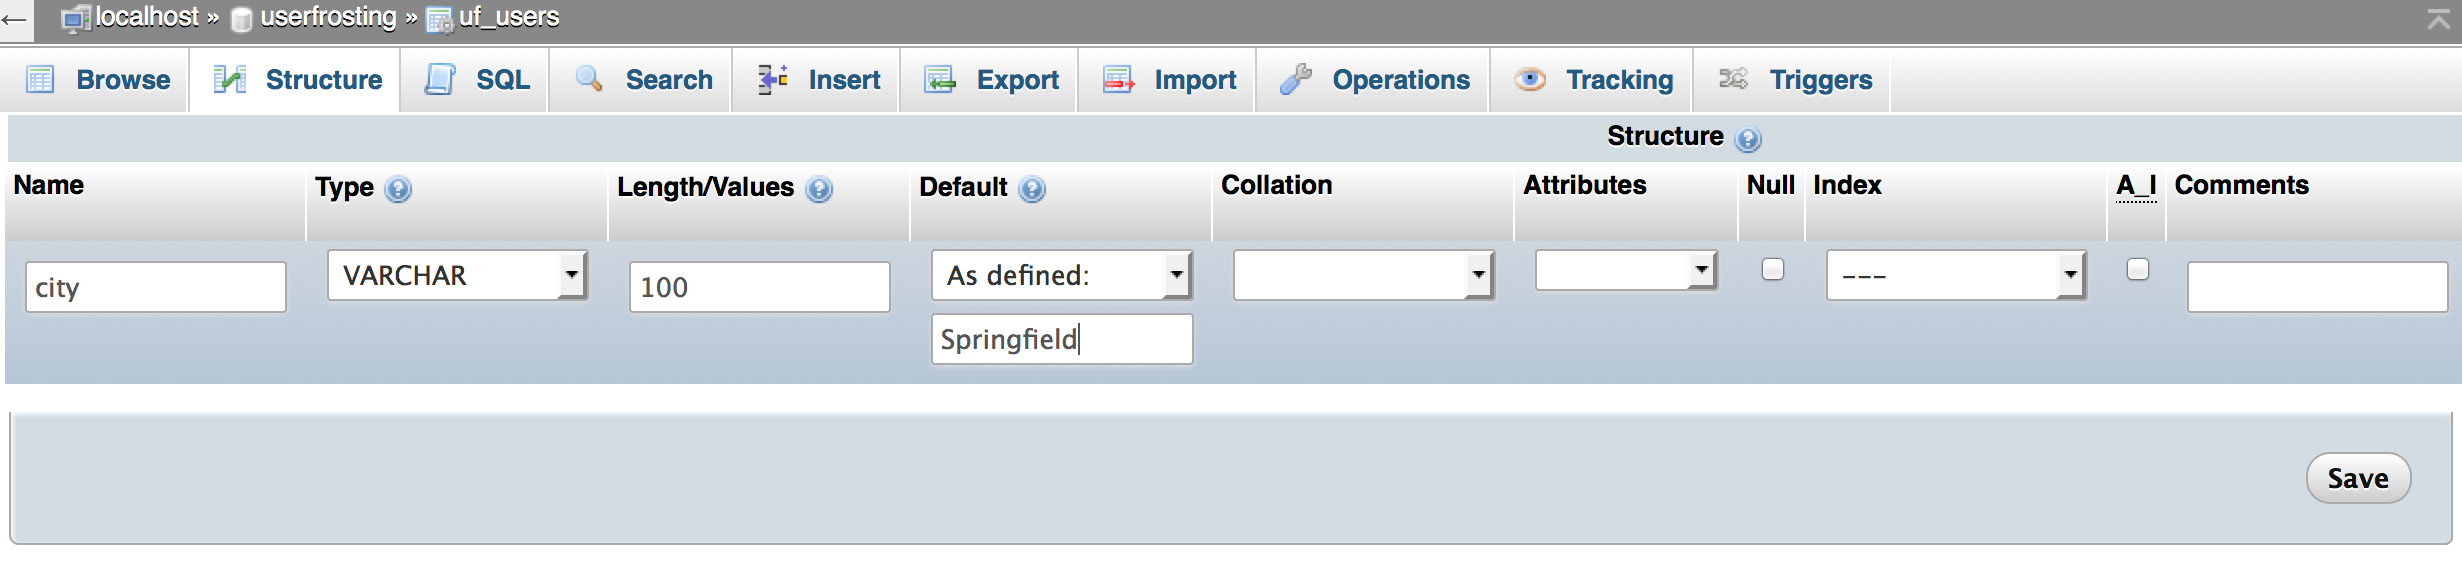 localhost » userfrosting » uf_users
Browse Structure SQL Search Insert Export Import Operations Tracking Triggers
Structure
Name Type Length/Values Default Collation Attributes Null Index A_I Comments
city VARCHAR 100 As defined: ---
Springfield
Save